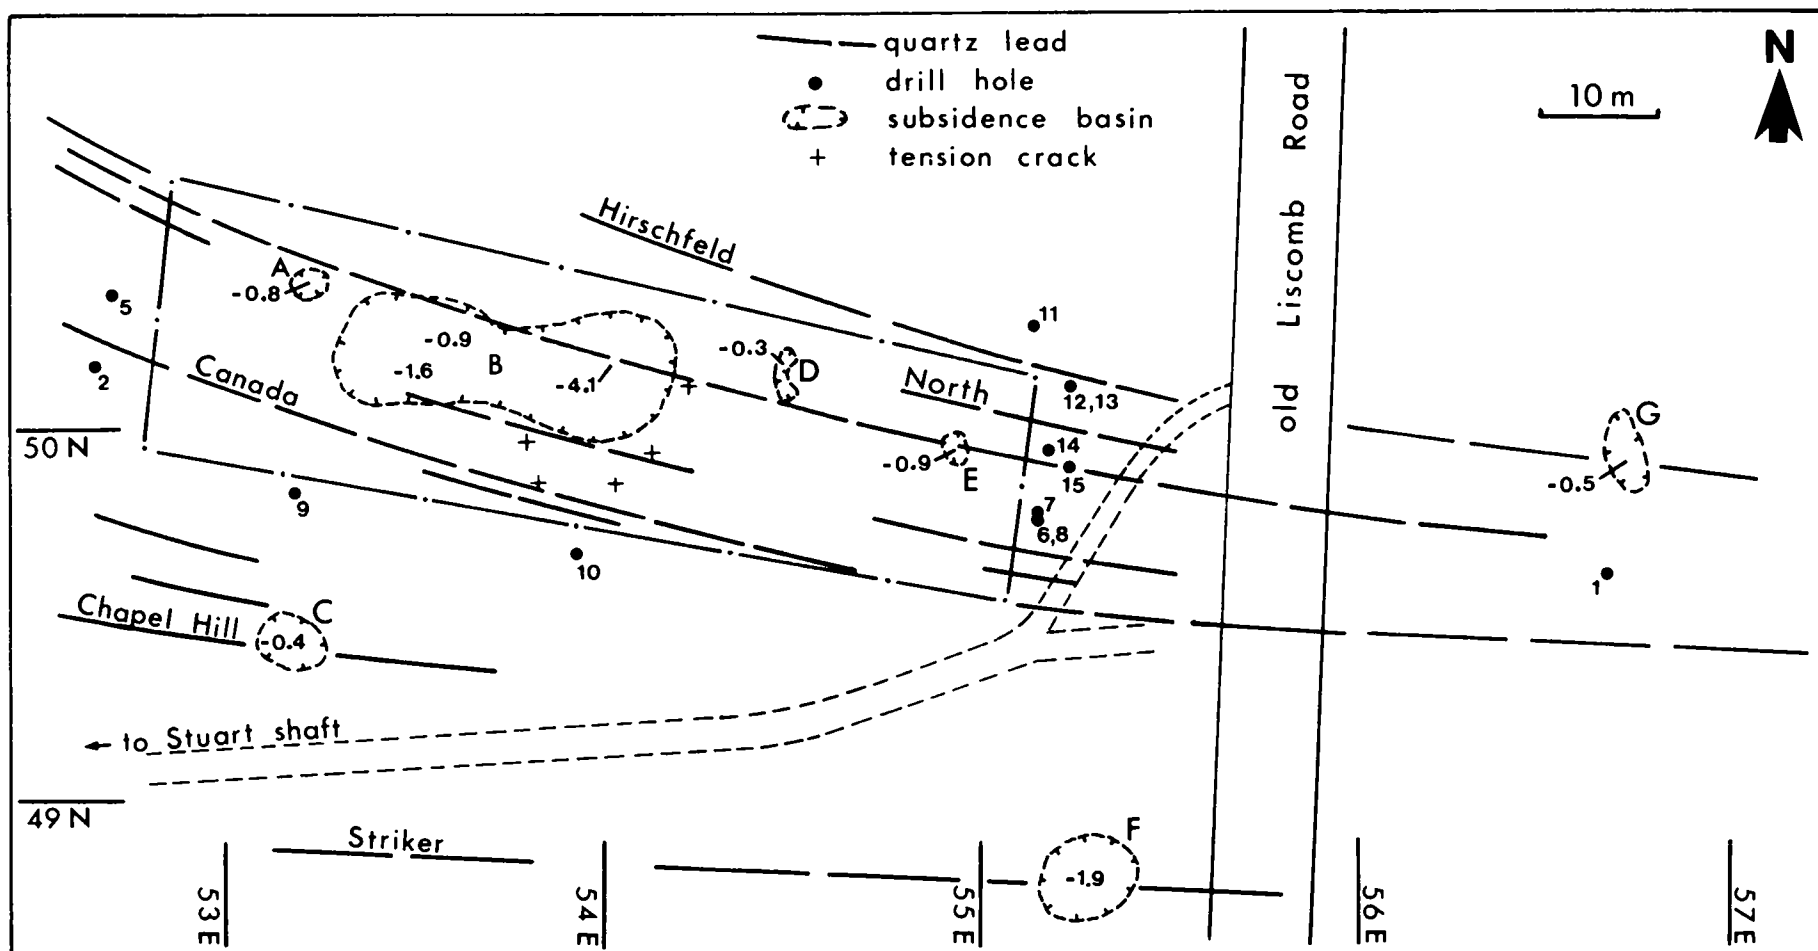 quartz lead
drill hole
subsidence basin
tension crack
N
10 m
old Liscomb Road
Hirschfeld
A
-0.8
5
11
-0.9
B
-1.6
-4.1
-0.3
D
North
12,13
2
Canada
50 N
14
-0.9
E
15
G
-0.5
9
7
6,8
10
1
Chapel Hill
C
-0.4
to Stuart shaft
49 N
Striker
F
-1.9
53 E
54 E
55 E
56 E
57 E